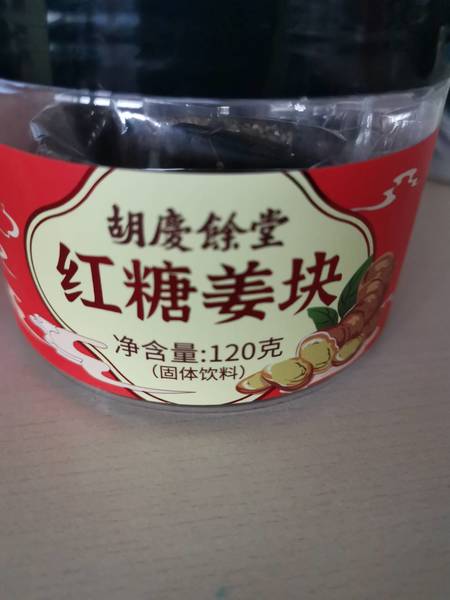 胡慶餘堂
红糖姜块
净含量:120克
(固体饮料)